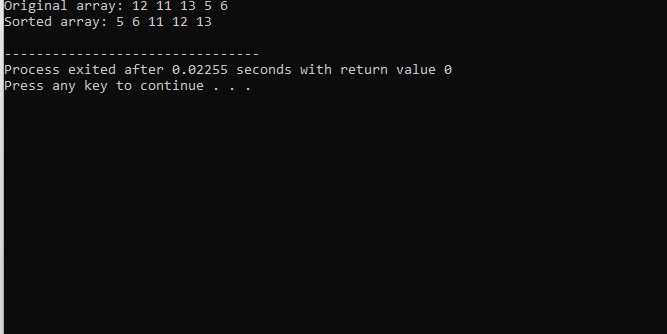 Original array: 12 11 13 5 6
Sorted array: 5 6 11 12 13
--------------------------------
Process exited after 0.02255 seconds with return value 0
Press any key to continue . . .